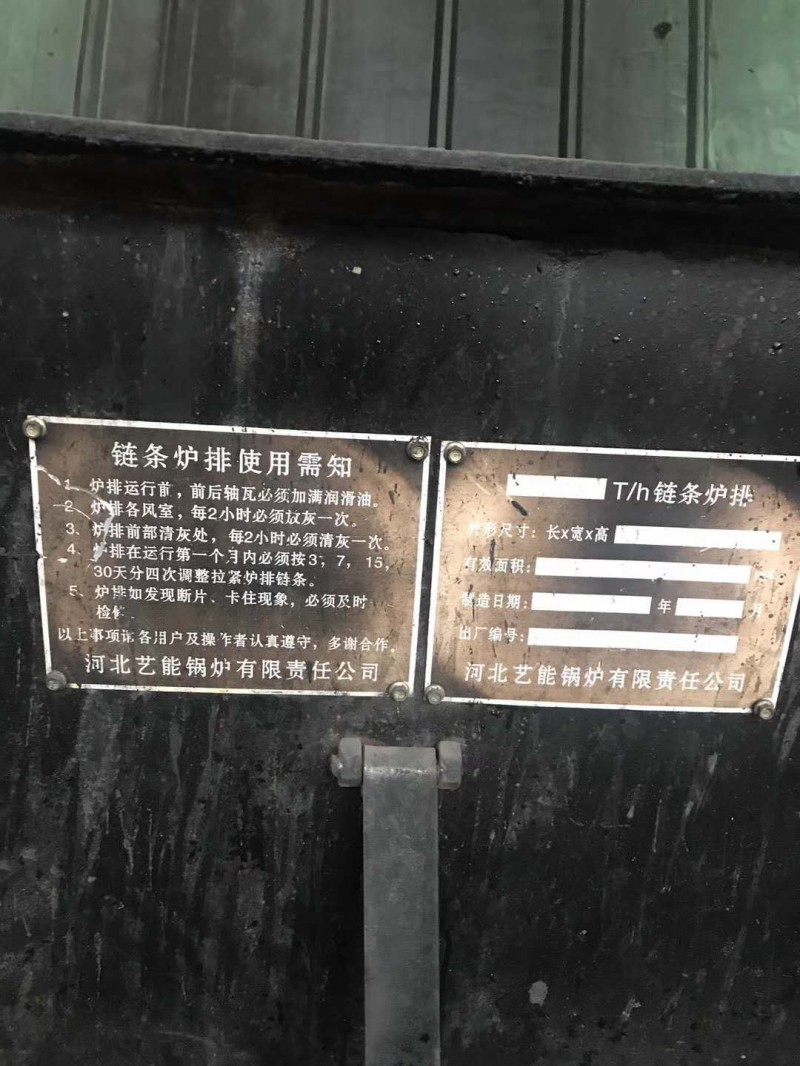 链条炉排使用需知
1、炉排运行前，前后轴瓦必须加满润滑油。
2、炉排各风室，每2小时必须放灰一次。
3、炉排前部清灰处，每2小时必须清灰一次。
4、炉排在运行第一个月内必须按3，7，15，
30天分四次调整拉紧炉排链条。
5、炉排如发现断片、卡住现象，必须及时
检修
以上事项请各用户及操作者认真遵守，多谢合作。
河北艺能锅炉有限责任公司
T/h链条炉排
外形尺寸：长x宽x高
有效面积：
制造日期： 年 月
出厂编号：
河北艺能锅炉有限责任公司